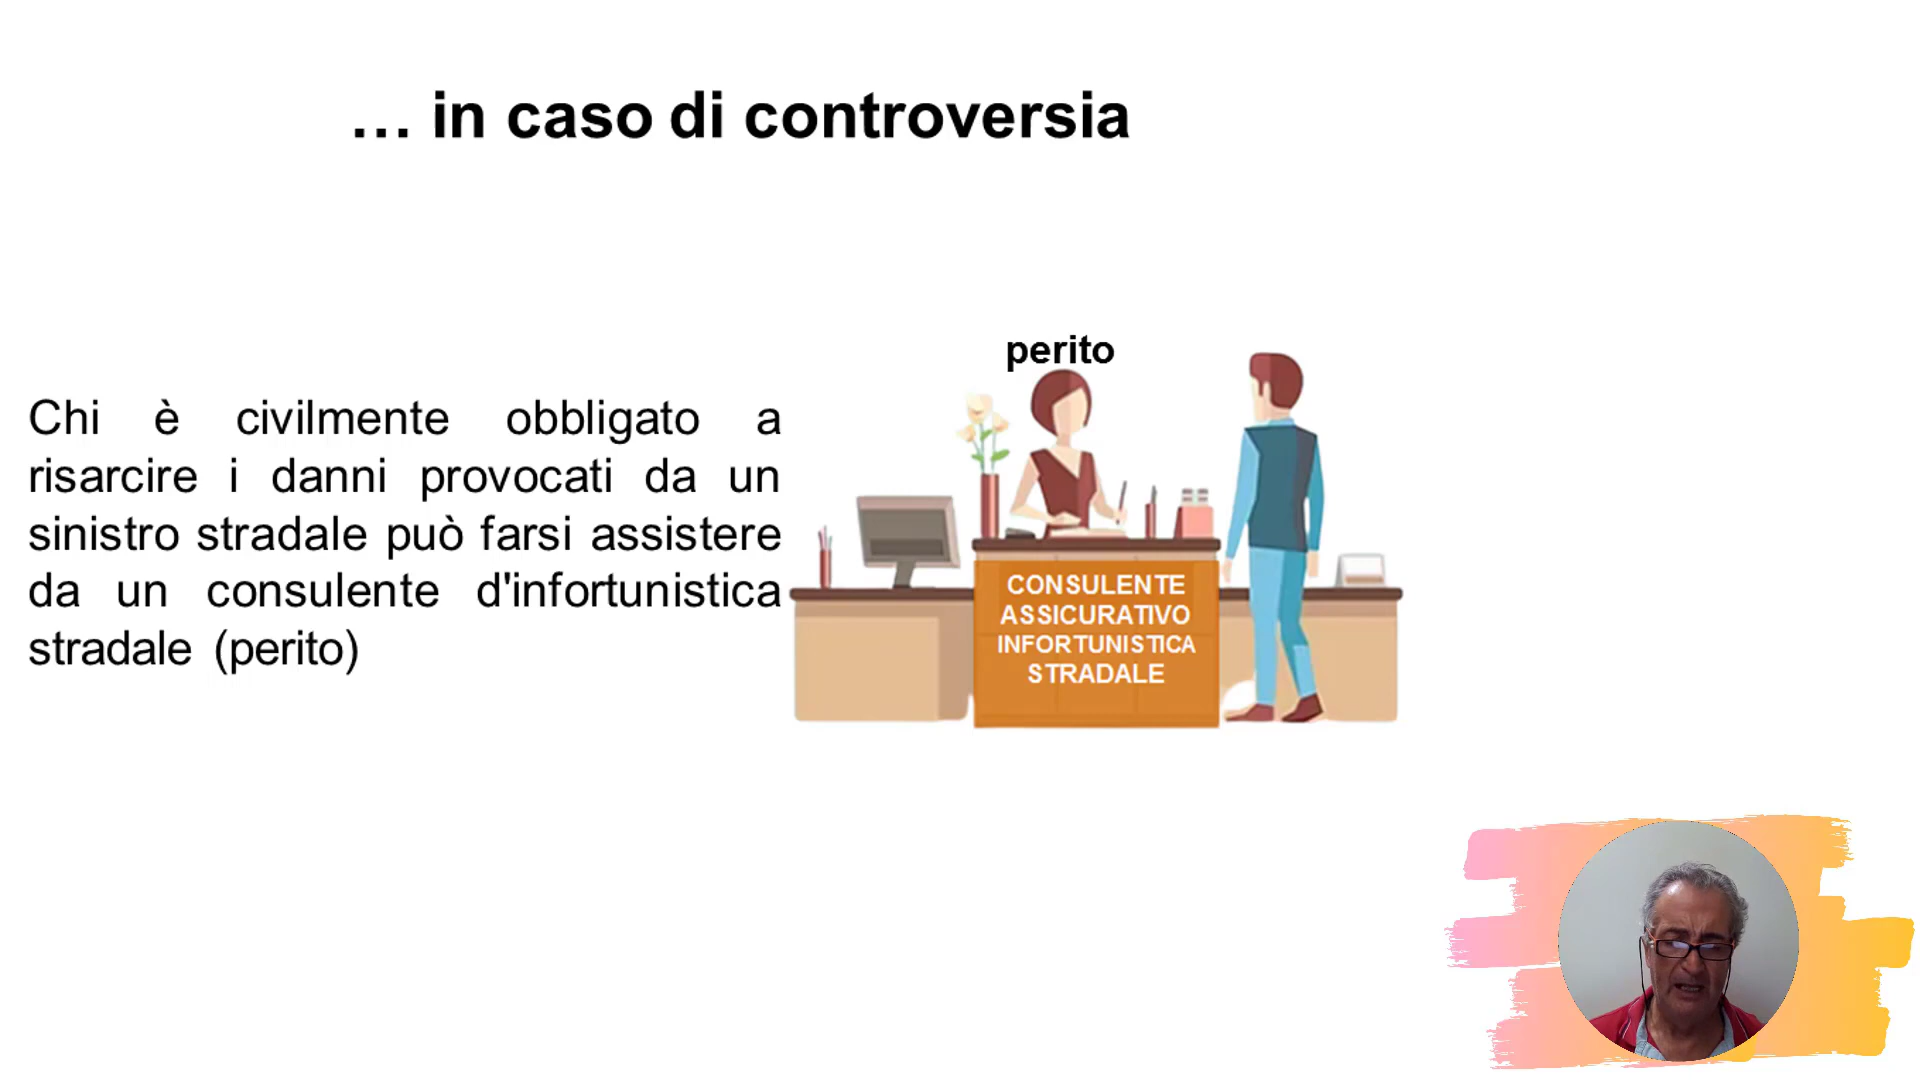 … in caso di controversia
perito
Chi è civilmente obbligato a
risarcire i danni provocati da un
sinistro stradale può farsi assistere
da un consulente d'infortunistica
stradale (perito)
CONSULENTE
ASSICURATIVO
INFORTUNISTICA
STRADALE